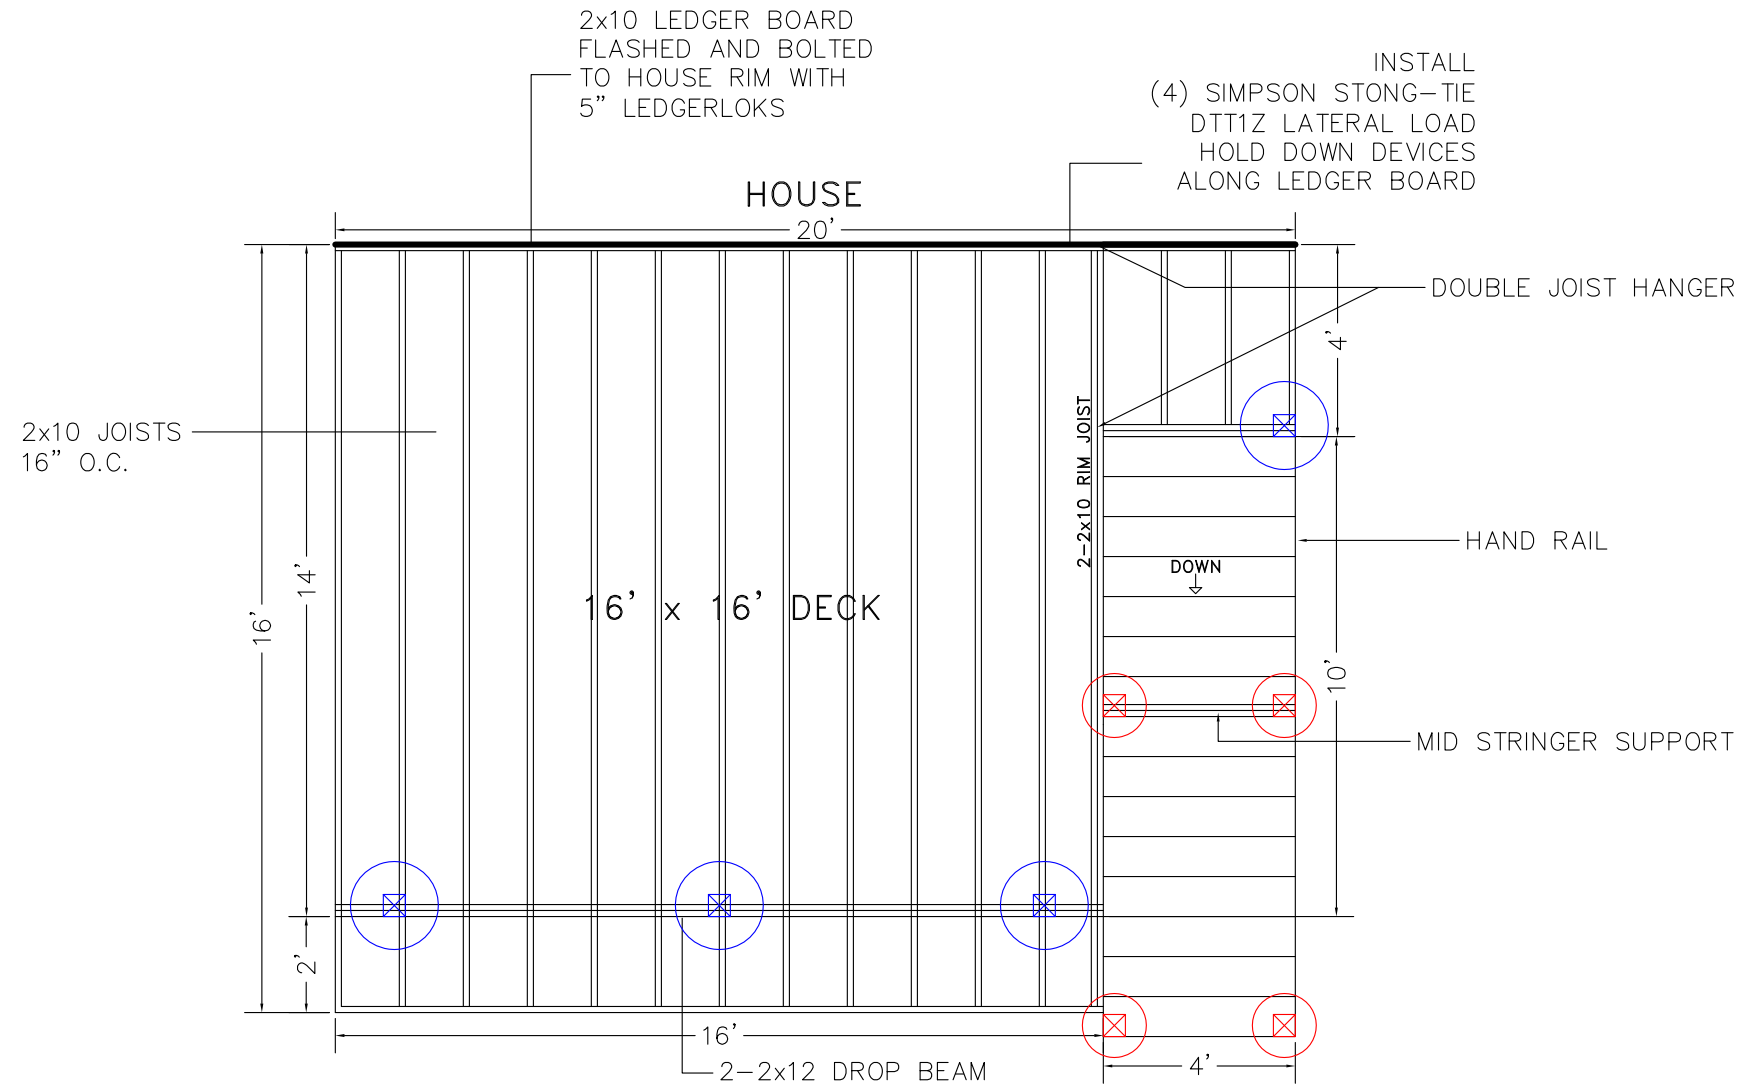 2x10 LEDGER BOARD
FLASHED AND BOLTED
TO HOUSE RIM WITH
5” LEDGERLOKS
INSTALL
(4) SIMPSON STONG-TIE
DTT1Z LATERAL LOAD
HOLD DOWN DEVICES
ALONG LEDGER BOARD
HOUSE
20'
DOUBLE JOIST HANGER
4'
2x10 JOISTS
16” O.C.
2-2x10 RIM JOIST
HAND RAIL
DOWN
14'
16'
16' x 16' DECK
10'
MID STRINGER SUPPORT
2'
16'
2-2x12 DROP BEAM
4'